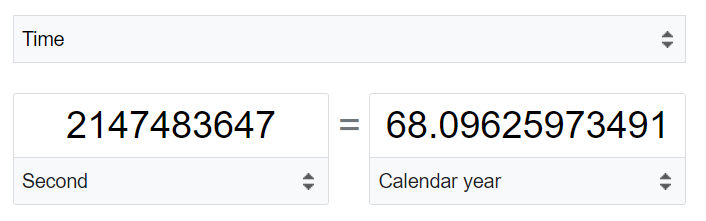 Time
2147483647 = 68.09625973491
Second Calendar year